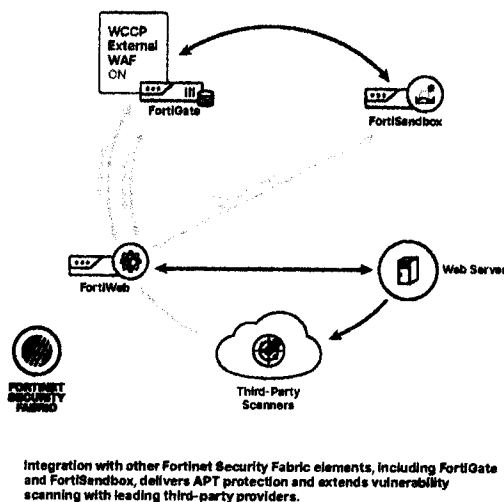 WCCP
External
WAF
ON
FortiGate
FortiSandbox
FortiWeb
Web Server
Third-Party
Scanners
FORTINET
SECURITY
FABRIC
Integration with other Fortinet Security Fabric elements, including FortiGate
and FortiSandbox, delivers APT protection and extends vulnerability
scanning with leading third-party providers.